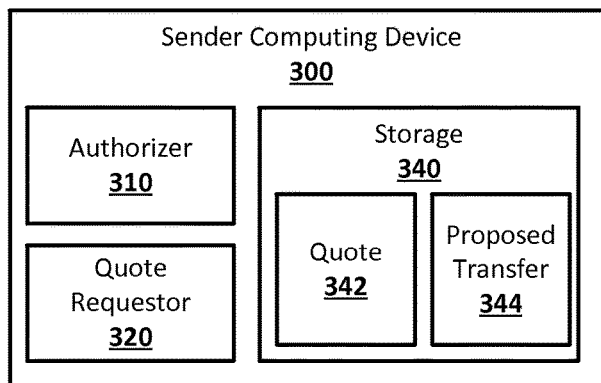 Sender Computing Device
300
Authorizer
310
Quote
Requestor
320
Storage
340
Quote
342
Proposed
Transfer
344